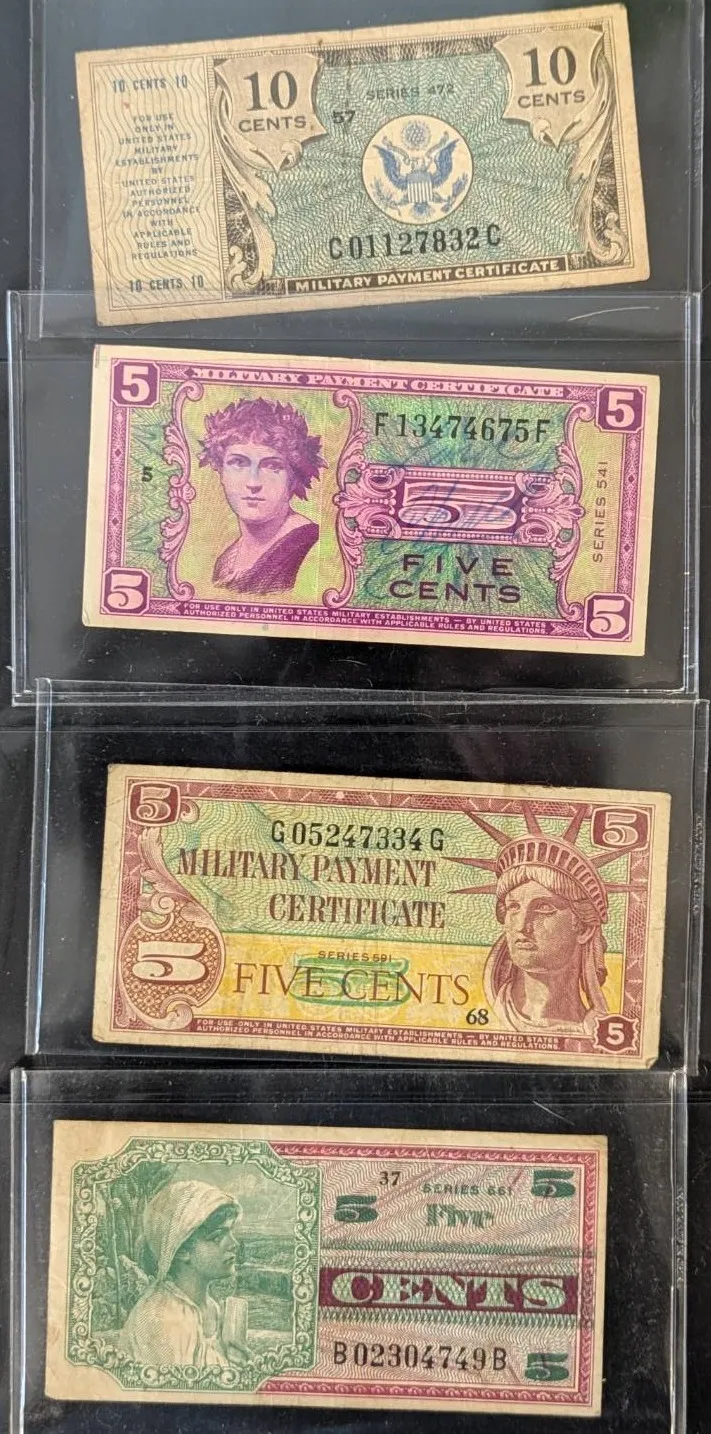 10 CENTS 10
FOR USE
ONLY IN
UNITED STATES
MILITARY
ESTABLISHMENTS
BY
UNITED STATES
AUTHORIZED
PERSONNEL
IN ACCORDANCE
WITH
APPLICABLE
RULES AND
REGULATIONS
10 CENTS 10
10
CENTS
SERIES 472
57
10
CENTS
C01127832C
MILITARY PAYMENT CERTIFICATE
5
MILITARY PAYMENT CERTIFICATE
5
F13474675F
5
5
SERIES 541
FIVE
CENTS
5
FOR USE ONLY IN UNITED STATES MILITARY ESTABLISHMENTS — BY UNITED STATES
AUTHORIZED PERSONNEL IN ACCORDANCE WITH APPLICABLE RULES AND REGULATIONS.
5
5
5
G05247334G
MILITARY PAYMENT
CERTIFICATE
5
SERIES 591
FIVE CENTS
68
FOR USE ONLY IN UNITED STATES MILITARY ESTABLISHMENTS — BY UNITED STATES
AUTHORIZED PERSONNEL IN ACCORDANCE WITH APPLICABLE RULES AND REGULATIONS.
5
37
SERIES 661
5
5
Five
CENTS
B02304749B
5